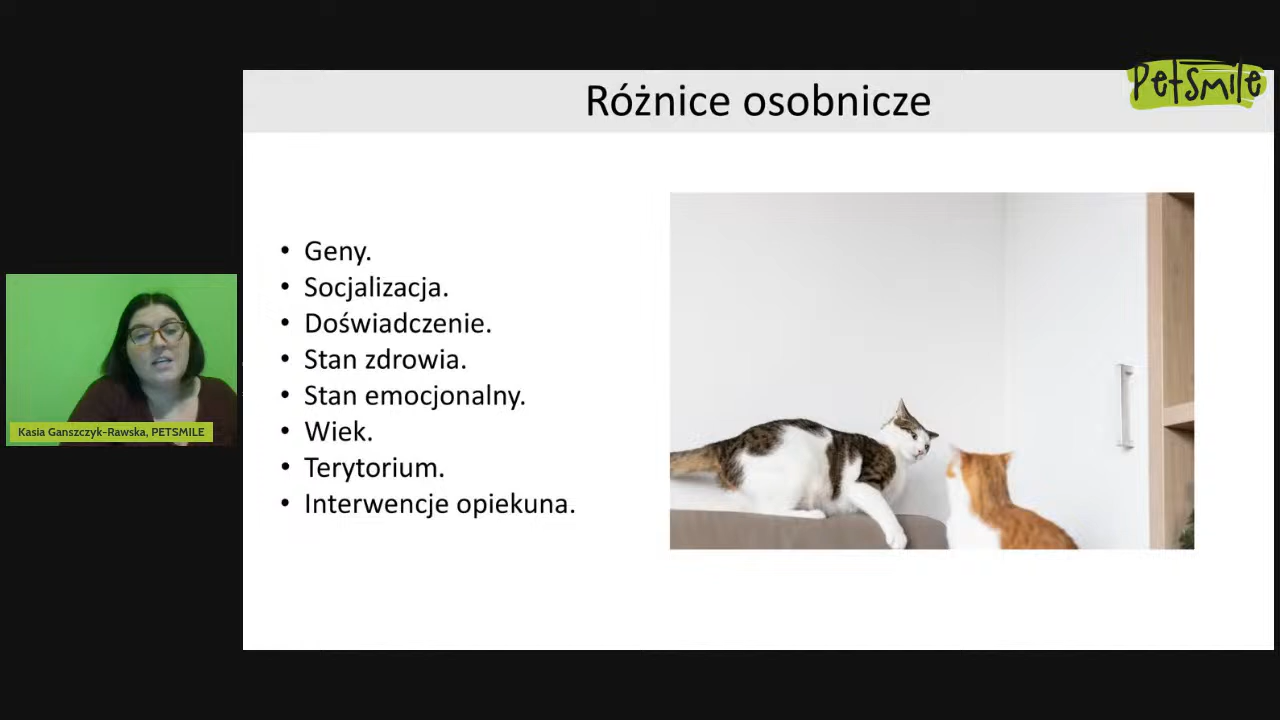 PetSmile
Różnice osobnicze
• Geny.
• Socjalizacja.
• Doświadczenie.
• Stan zdrowia.
• Stan emocjonalny.
• Wiek.
• Terytorium.
• Interwencje opiekuna.
Kasia Ganszczyk-Rawska, PETSMILE